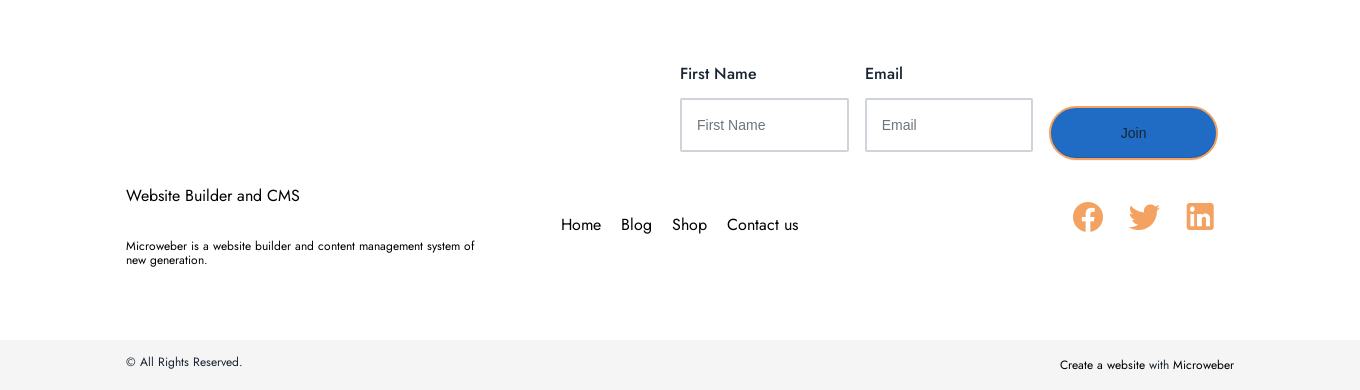 First Name
Email
First Name
Email
Join
Website Builder and CMS
Home Blog Shop Contact us
Microweber is a website builder and content management system of
new generation.
© All Rights Reserved.
Create a website with Microweber